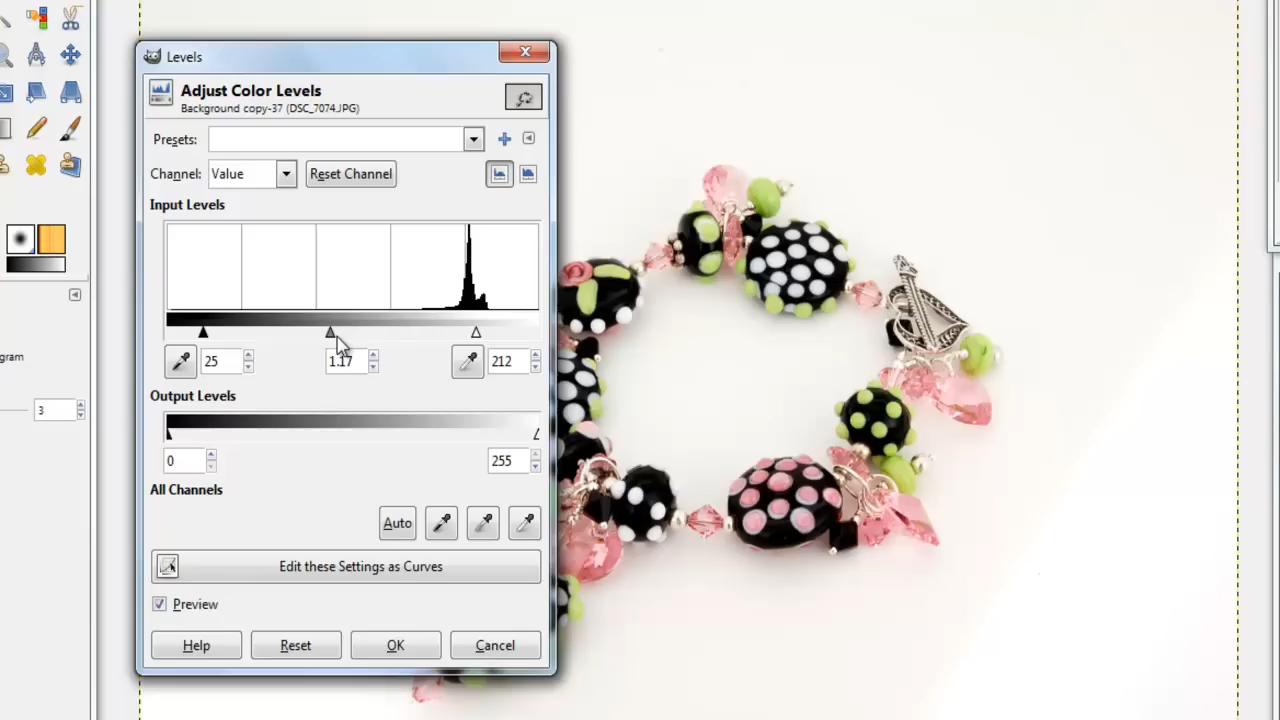 Levels
Adjust Color Levels
Background copy-37 (DSC_7074.JPG)
Presets:
Channel: Value Reset Channel
Input Levels
25 1.17 212
gram
3
Output Levels
0 255
All Channels
Auto
Edit these Settings as Curves
Preview
Help Reset OK Cancel